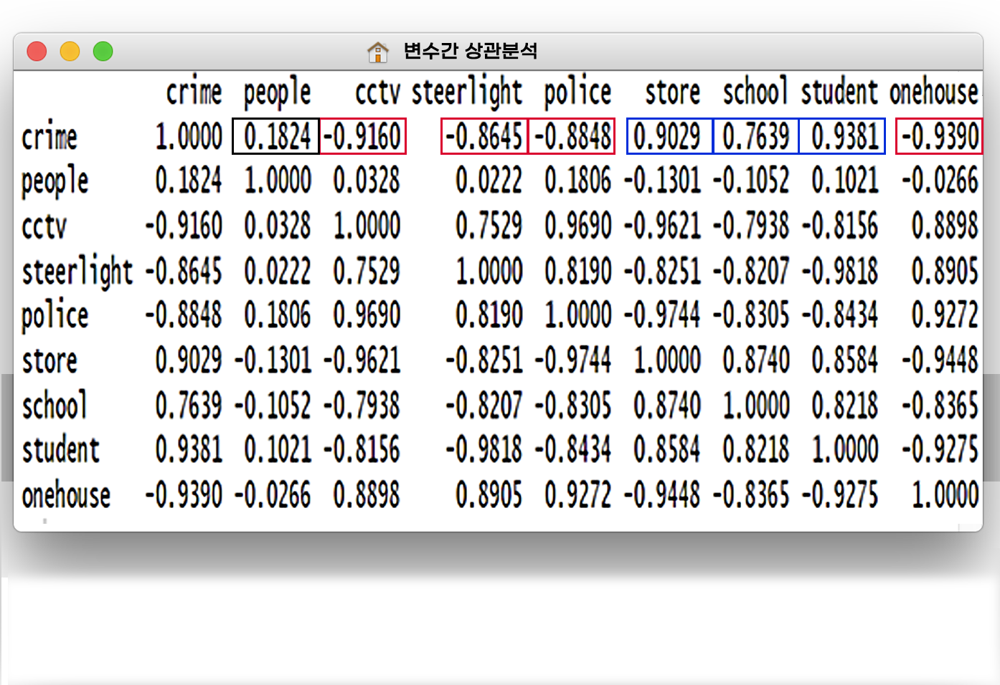 변수간 상관분석
crime people cctv steerlight police store school student onehouse
crime 1.0000 0.1824 -0.9160 -0.8645 -0.8848 0.9029 0.7639 0.9381 -0.9390
people 0.1824 1.0000 0.0328 0.0222 0.1806 -0.1301 -0.1052 0.1021 -0.0266
cctv -0.9160 0.0328 1.0000 0.7529 0.9690 -0.9621 -0.7938 -0.8156 0.8898
steerlight -0.8645 0.0222 0.7529 1.0000 0.8190 -0.8251 -0.8207 -0.9818 0.8905
police -0.8848 0.1806 0.9690 0.8190 1.0000 -0.9744 -0.8305 -0.8434 0.9272
store 0.9029 -0.1301 -0.9621 -0.8251 -0.9744 1.0000 0.8740 0.8584 -0.9448
school 0.7639 -0.1052 -0.7938 -0.8207 -0.8305 0.8740 1.0000 0.8218 -0.8365
student 0.9381 0.1021 -0.8156 -0.9818 -0.8434 0.8584 0.8218 1.0000 -0.9275
onehouse -0.9390 -0.0266 0.8898 0.8905 0.9272 -0.9448 -0.8365 -0.9275 1.0000